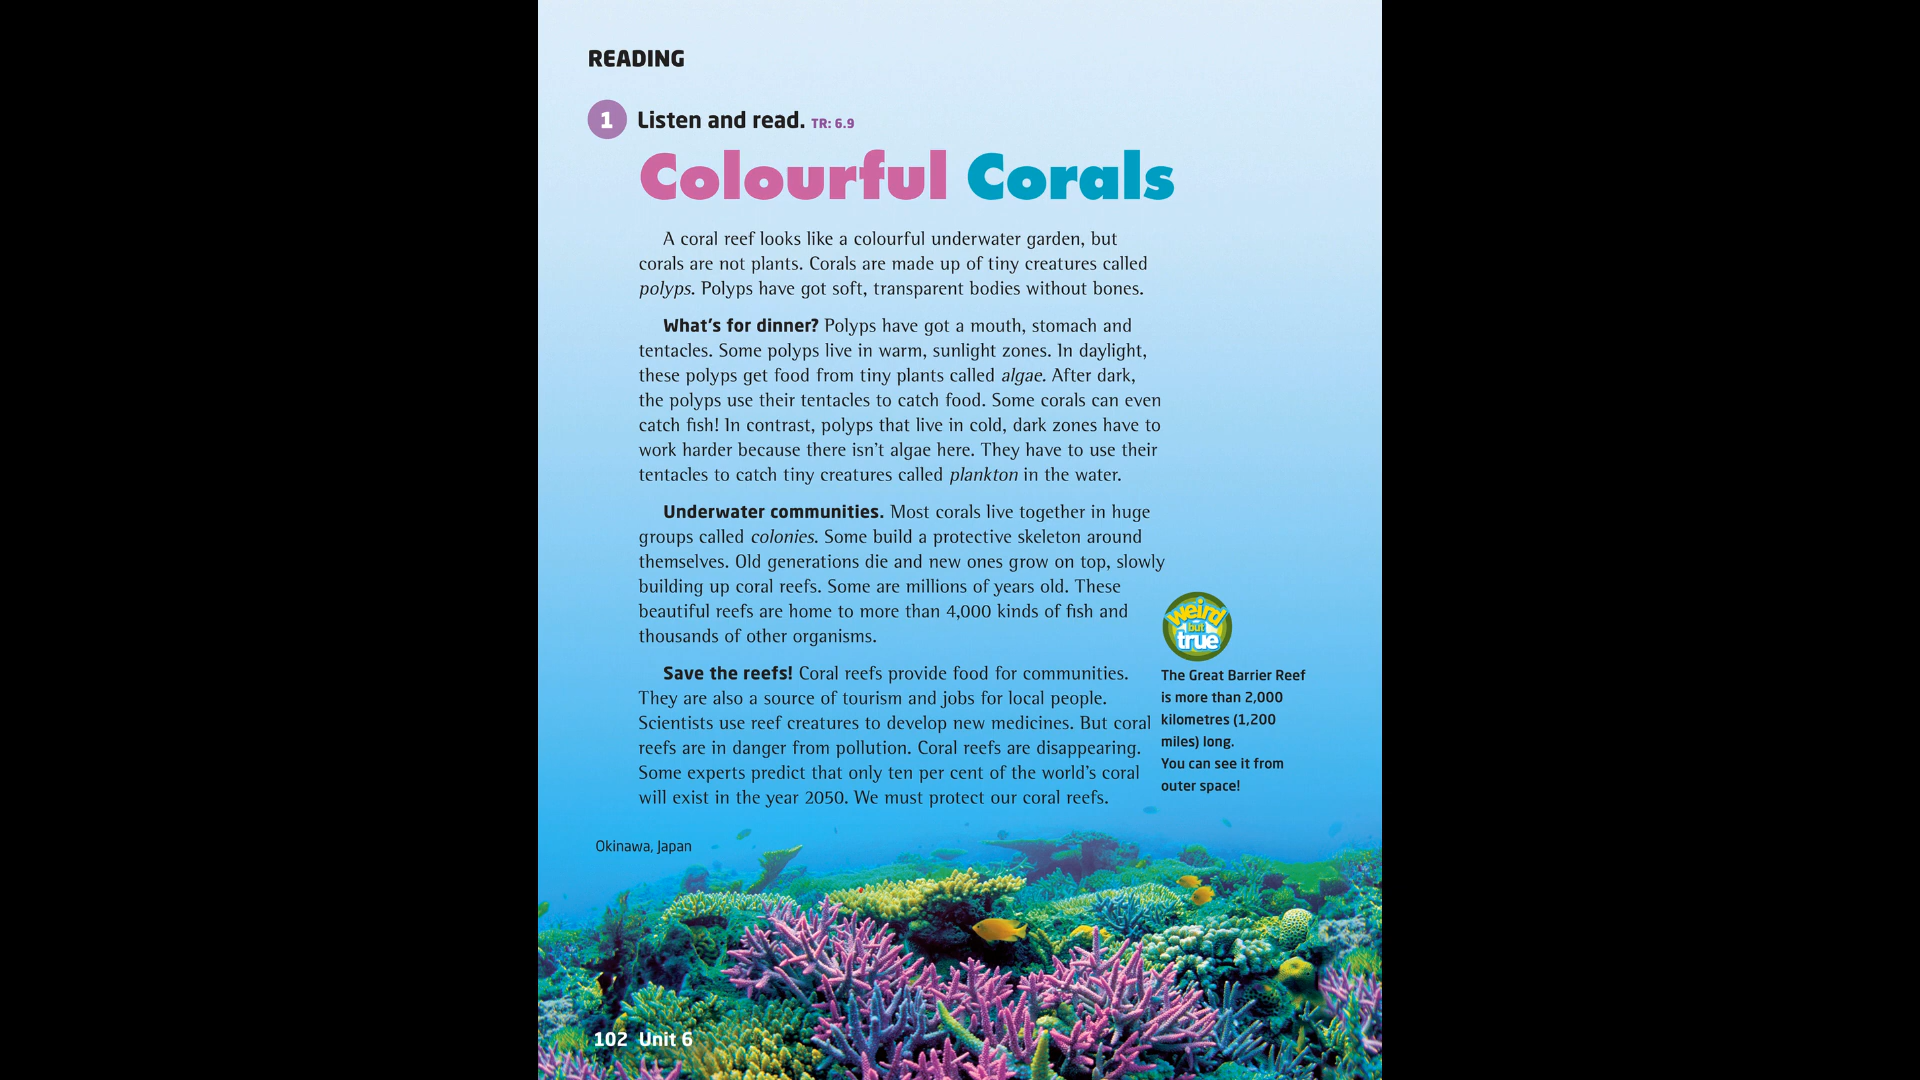 READING
1 Listen and read. TR: 6.9
Colourful Corals
A coral reef looks like a colourful underwater garden, but
corals are not plants. Corals are made up of tiny creatures called
polyps. Polyps have got soft, transparent bodies without bones.
What's for dinner? Polyps have got a mouth, stomach and
tentacles. Some polyps live in warm, sunlight zones. In daylight,
these polyps get food from tiny plants called algae. After dark,
the polyps use their tentacles to catch food. Some corals can even
catch fish! In contrast, polyps that live in cold, dark zones have to
work harder because there isn't algae here. They have to use their
tentacles to catch tiny creatures called plankton in the water.
Underwater communities. Most corals live together in huge
groups called colonies. Some build a protective skeleton around
themselves. Old generations die and new ones grow on top, slowly
building up coral reefs. Some are millions of years old. These
beautiful reefs are home to more than 4,000 kinds of fish and
thousands of other organisms.
Save the reefs! Coral reefs provide food for communities.
They are also a source of tourism and jobs for local people.
Scientists use reef creatures to develop new medicines. But coral
reefs are in danger from pollution. Coral reefs are disappearing.
Some experts predict that only ten per cent of the world's coral
will exist in the year 2050. We must protect our coral reefs.
weird
but
true
The Great Barrier Reef
is more than 2,000
kilometres (1,200
miles) long.
You can see it from
outer space!
Okinawa, Japan
102 Unit 6